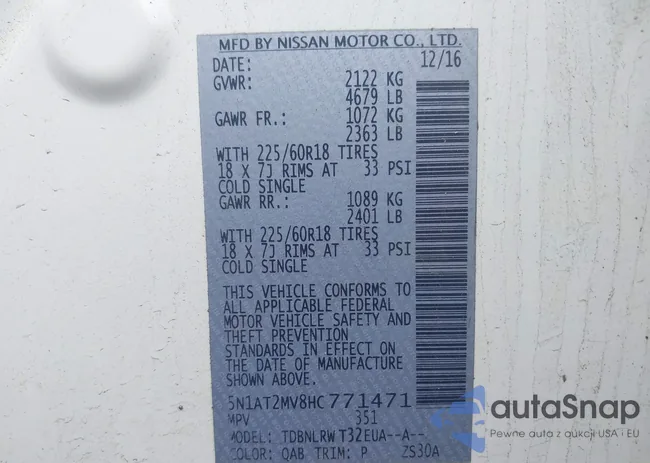 MFD BY NISSAN MOTOR CO., LTD.
DATE: 12/16
GVWR: 2122 KG
4679 LB
GAWR FR.: 1072 KG
2363 LB
WITH 225/60R18 TIRES
18 X 7J RIMS AT 33 PSI
COLD SINGLE
GAWR RR.: 1089 KG
2401 LB
WITH 225/60R18 TIRES
18 X 7J RIMS AT 33 PSI
COLD SINGLE
THIS VEHICLE CONFORMS TO
ALL APPLICABLE FEDERAL
MOTOR VEHICLE SAFETY AND
THEFT PREVENTION
STANDARDS IN EFFECT ON
THE DATE OF MANUFACTURE
SHOWN ABOVE.
5N1AT2MV8HC771471
MPV 351
MODEL: TDBNLRW T32EUA--A--
COLOR: QAB TRIM: P ZS30A
autoSnap
Pewne auta z aukcji USA i EU